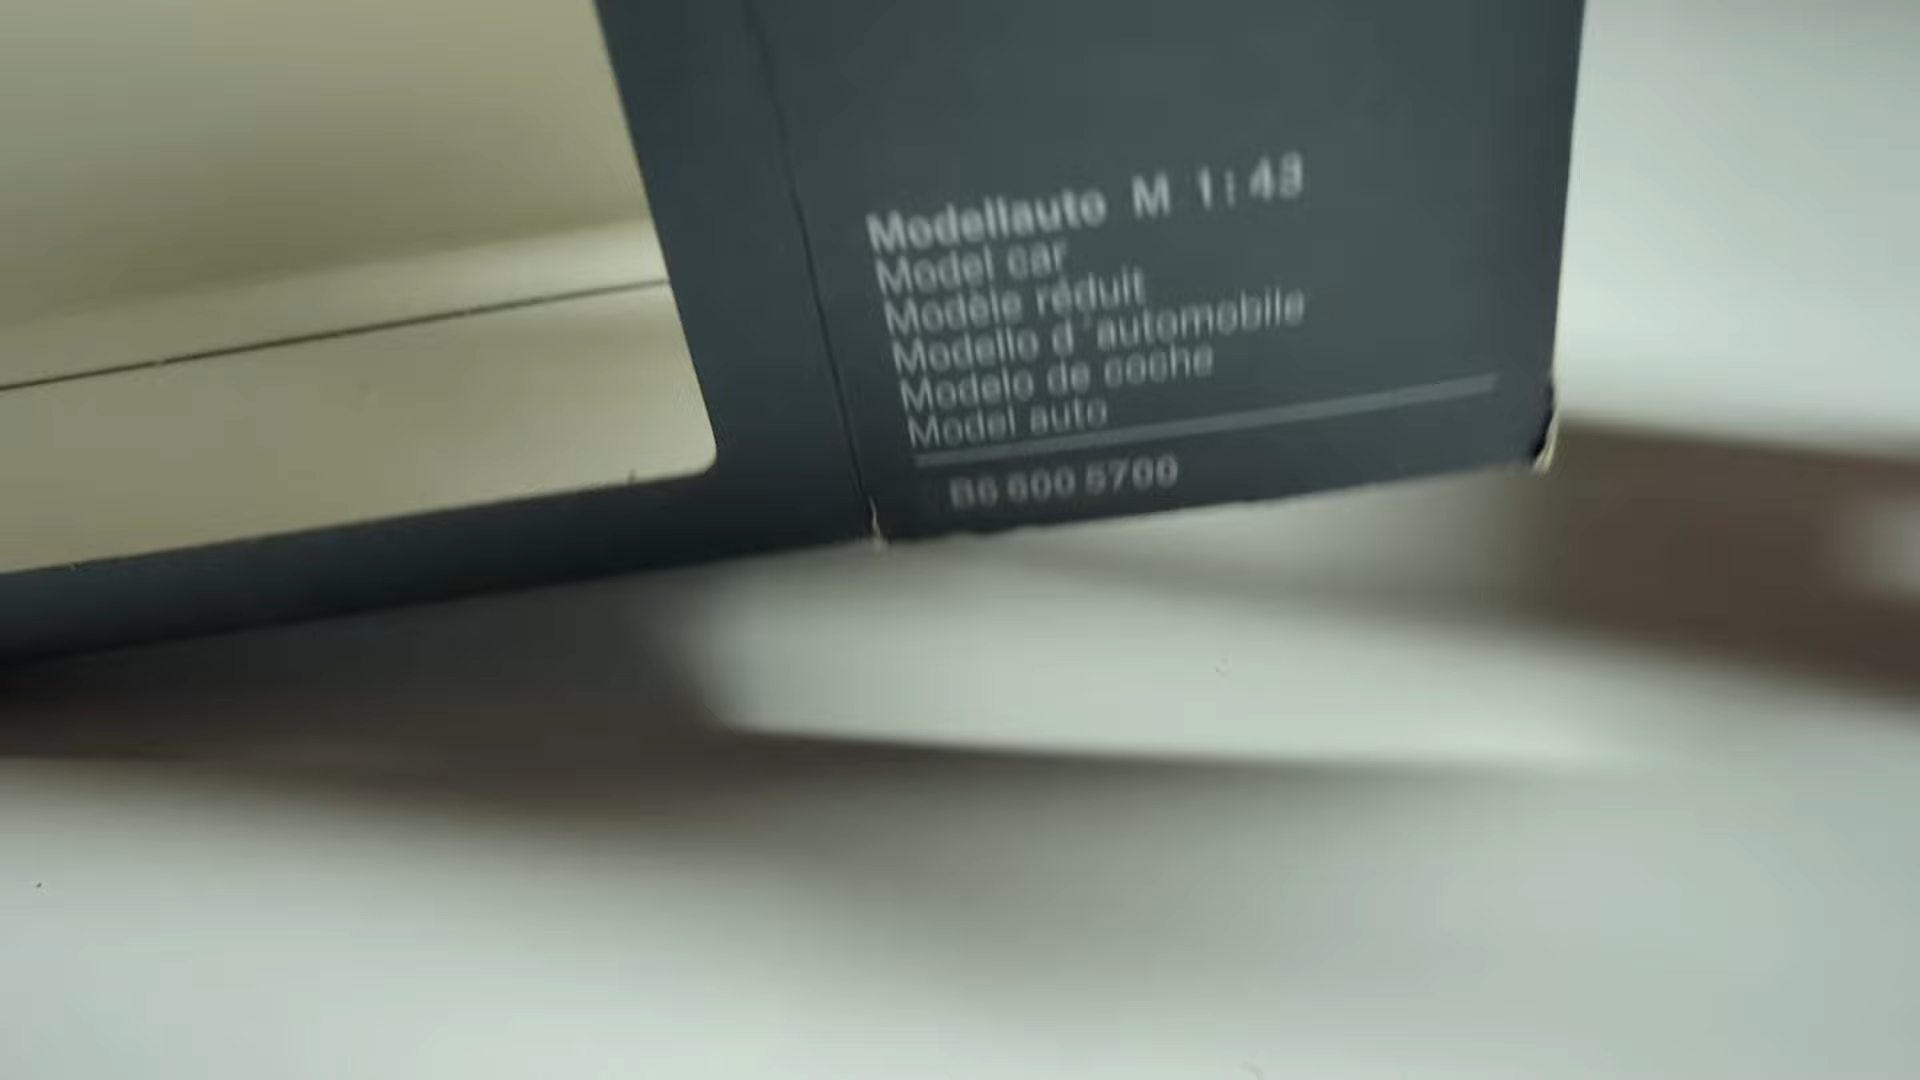 Modellauto M 1:43
Model car
Modèle réduit
Modello d'automobile
Modelo de coche
Model auto
B6 600 5700